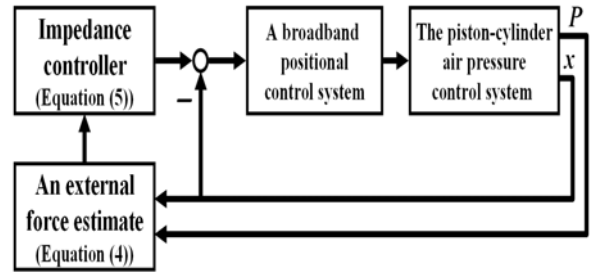 Impedance
controller
(Equation (5))
−
A broadband
positional
control system
The piston-cylinder
air pressure
control system
P
x
An external
force estimate
(Equation (4))